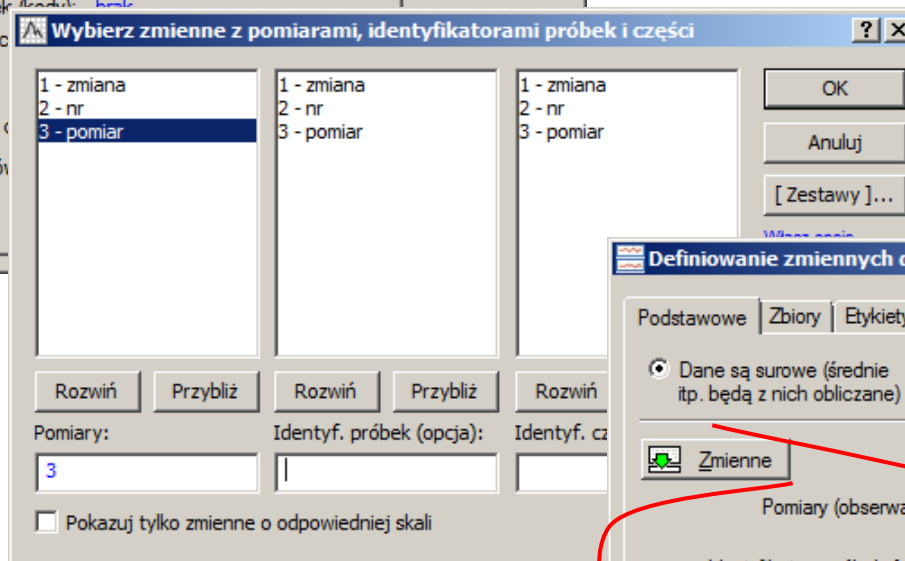 brak
Wybierz zmienne z pomiarami, identyfikatorami próbek i części
1 - zmiana
2 - nr
3 - pomiar
1 - zmiana
2 - nr
3 - pomiar
1 - zmiana
2 - nr
3 - pomiar
OK
Anuluj
[ Zestawy ]...
Rozwiń Przybliż Rozwiń Przybliż Rozwiń
Pomiary: Identyf. próbek (opcja): Identyf. cz
3
Pokazuj tylko zmienne o odpowiedniej skali
Definiowanie zmiennych
Podstawowe Zbiory Etykiety
Dane są surowe (średnie
itp. będą z nich obliczane)
Zmienne
Pomiary (obserwa